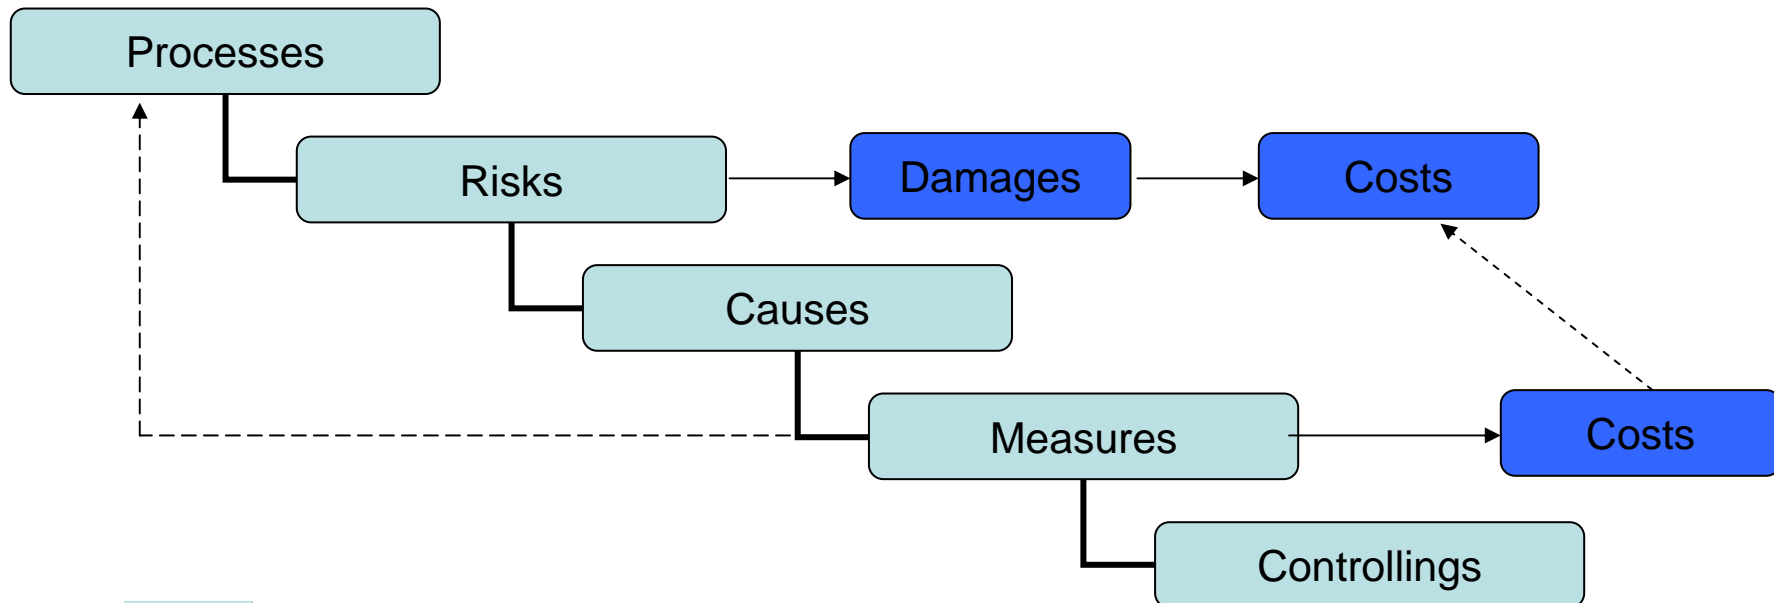 Processes
Risks
Damages
Costs
Causes
Measures
Costs
Controllings